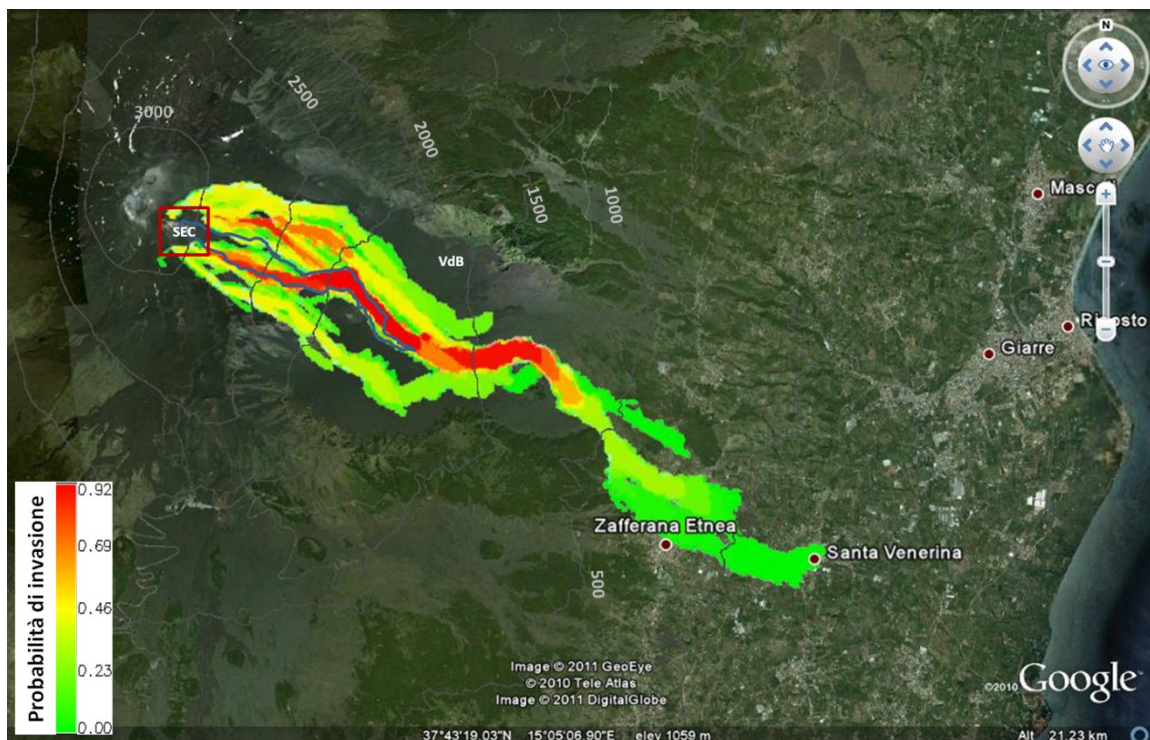 N
3000
2500
2000
1500
1000
SEC
VdB
Riposto
Giarre
Probabilità di invasione
0.92
0.69
0.46
0.23
0.00
Zafferana Etnea
Santa Venerina
500
Image © 2011 GeoEye
© 2010 Tele Atlas
Image © 2011 DigitalGlobe
©2010 Google™
37°43'19.03"N 15°05'06.90"E elev 1059 m
Alt 21.23 km